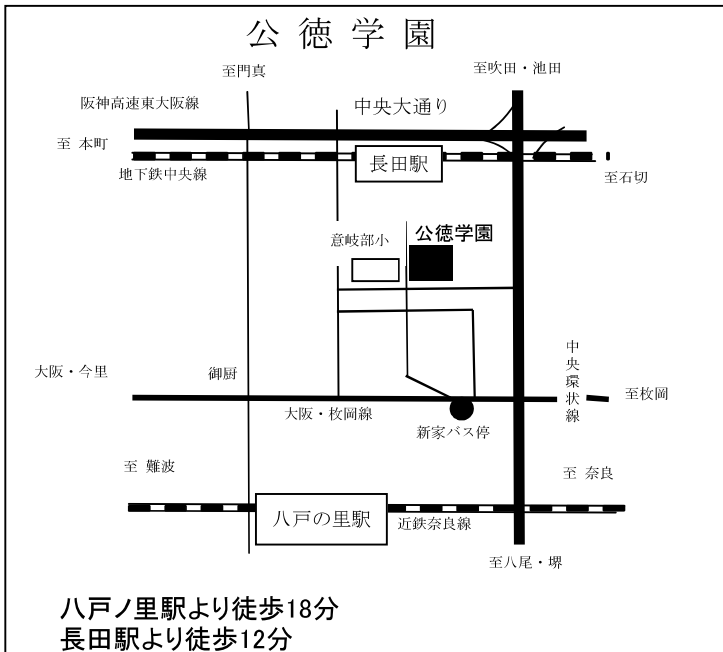 公徳学園
至門真
至吹田・池田
阪神高速東大阪線
中央大通り
至 本町
長田駅
地下鉄中央線
至石切
意岐部小
公徳学園
中央環状線
大阪・今里
御厨
至枚岡
大阪・枚岡線
新家バス停
至 難波
至 奈良
八戸の里駅
近鉄奈良線
至八尾・堺
八戸ノ里駅より徒歩18分
長田駅より徒歩12分